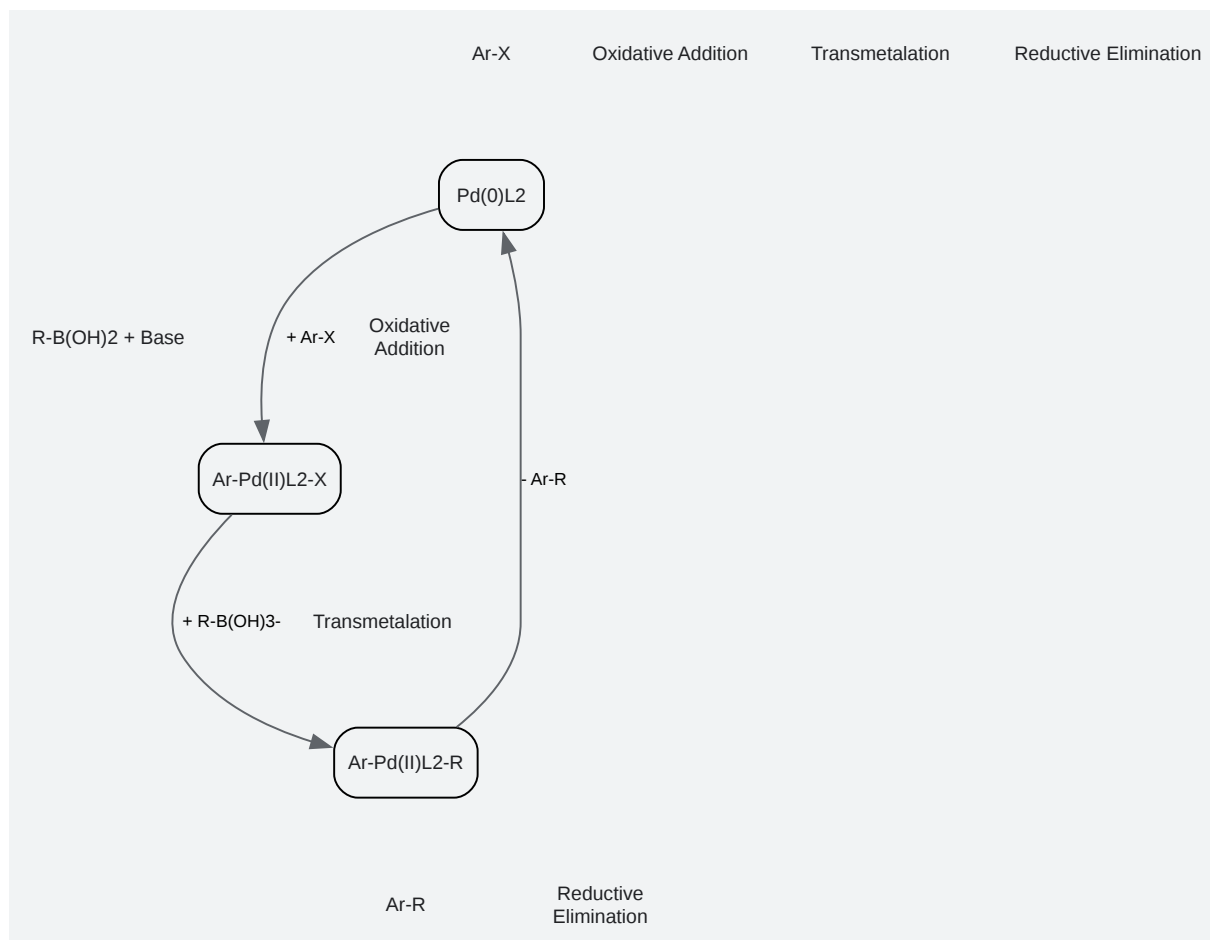 Ar-X
Oxidative Addition
Transmetalation
Reductive Elimination
Pd(0)L2
R-B(OH)2 + Base
+ Ar-X
Oxidative
Addition
Ar-Pd(II)L2-X
- Ar-R
+ R-B(OH)3-
Transmetalation
Ar-Pd(II)L2-R
Ar-R
Reductive
Elimination